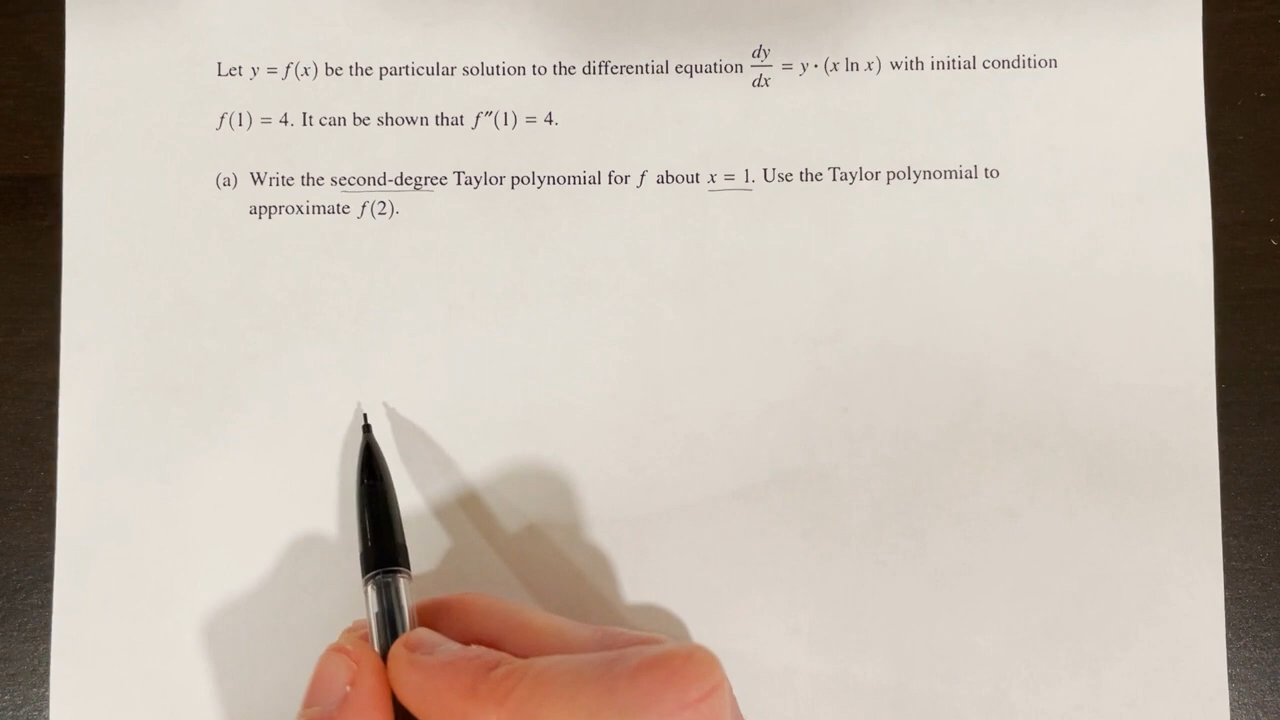 Let y = f(x) be the particular solution to the differential equation dy/dx = y · (x ln x) with initial condition
f(1) = 4. It can be shown that f″(1) = 4.
(a) Write the second-degree Taylor polynomial for f about x = 1. Use the Taylor polynomial to
approximate f(2).